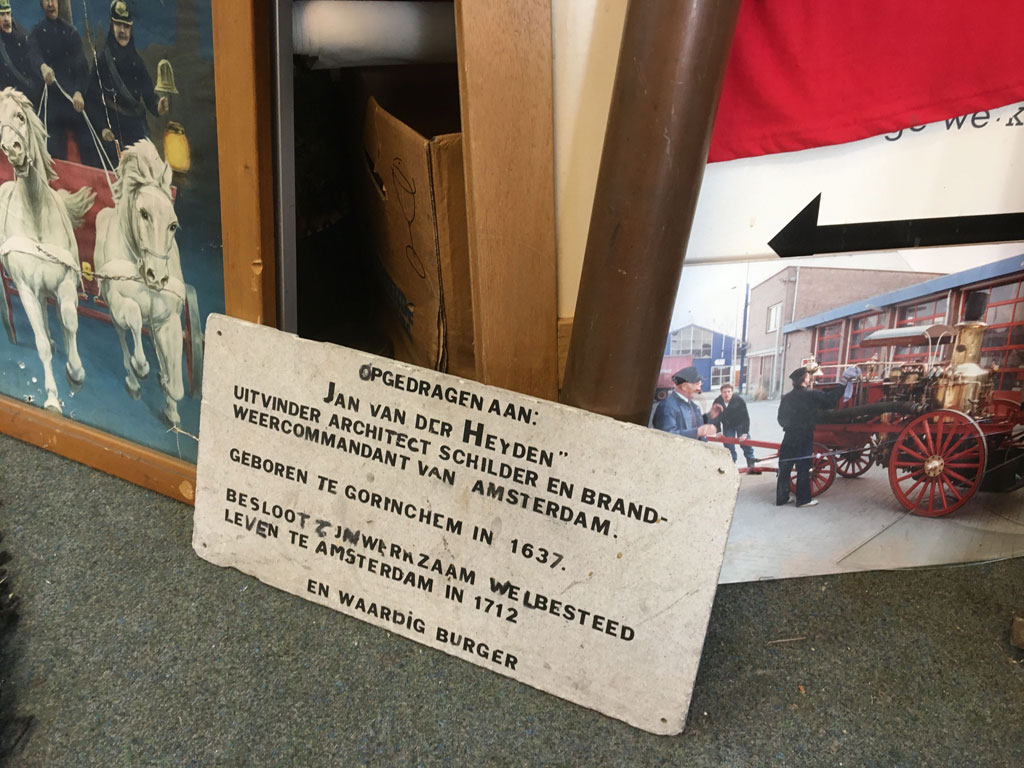 OPGEDRAGEN AAN:
JAN VAN DER HEYDEN"
UITVINDER ARCHITECT SCHILDER EN BRAND-
WEERCOMMANDANT VAN AMSTERDAM.
GEBOREN TE GORINCHEM IN 1637.
BESLOOT ZIJN WERKZAAM WELBESTEED
LEVEN TE AMSTERDAM IN 1712
EN WAARDIG BURGER